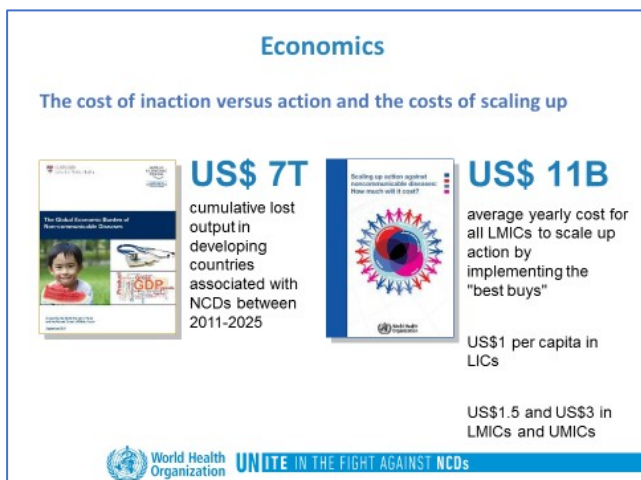 Economics
The cost of inaction versus action and the costs of scaling up
The Global Economic Burden of
Non-communicable Diseases
GDP
US$ 7T
cumulative lost
output in
developing
countries
associated with
NCDs between
2011-2025
Scaling up action against
noncommunicable diseases:
How much will it cost?
World Health
Organization
US$ 11B
average yearly cost for
all LMICs to scale up
action by
implementing the
"best buys"
US$1 per capita in
LICs
US$1.5 and US$3 in
LMICs and UMICs
World Health
Organization
UNITE IN THE FIGHT AGAINST NCDs